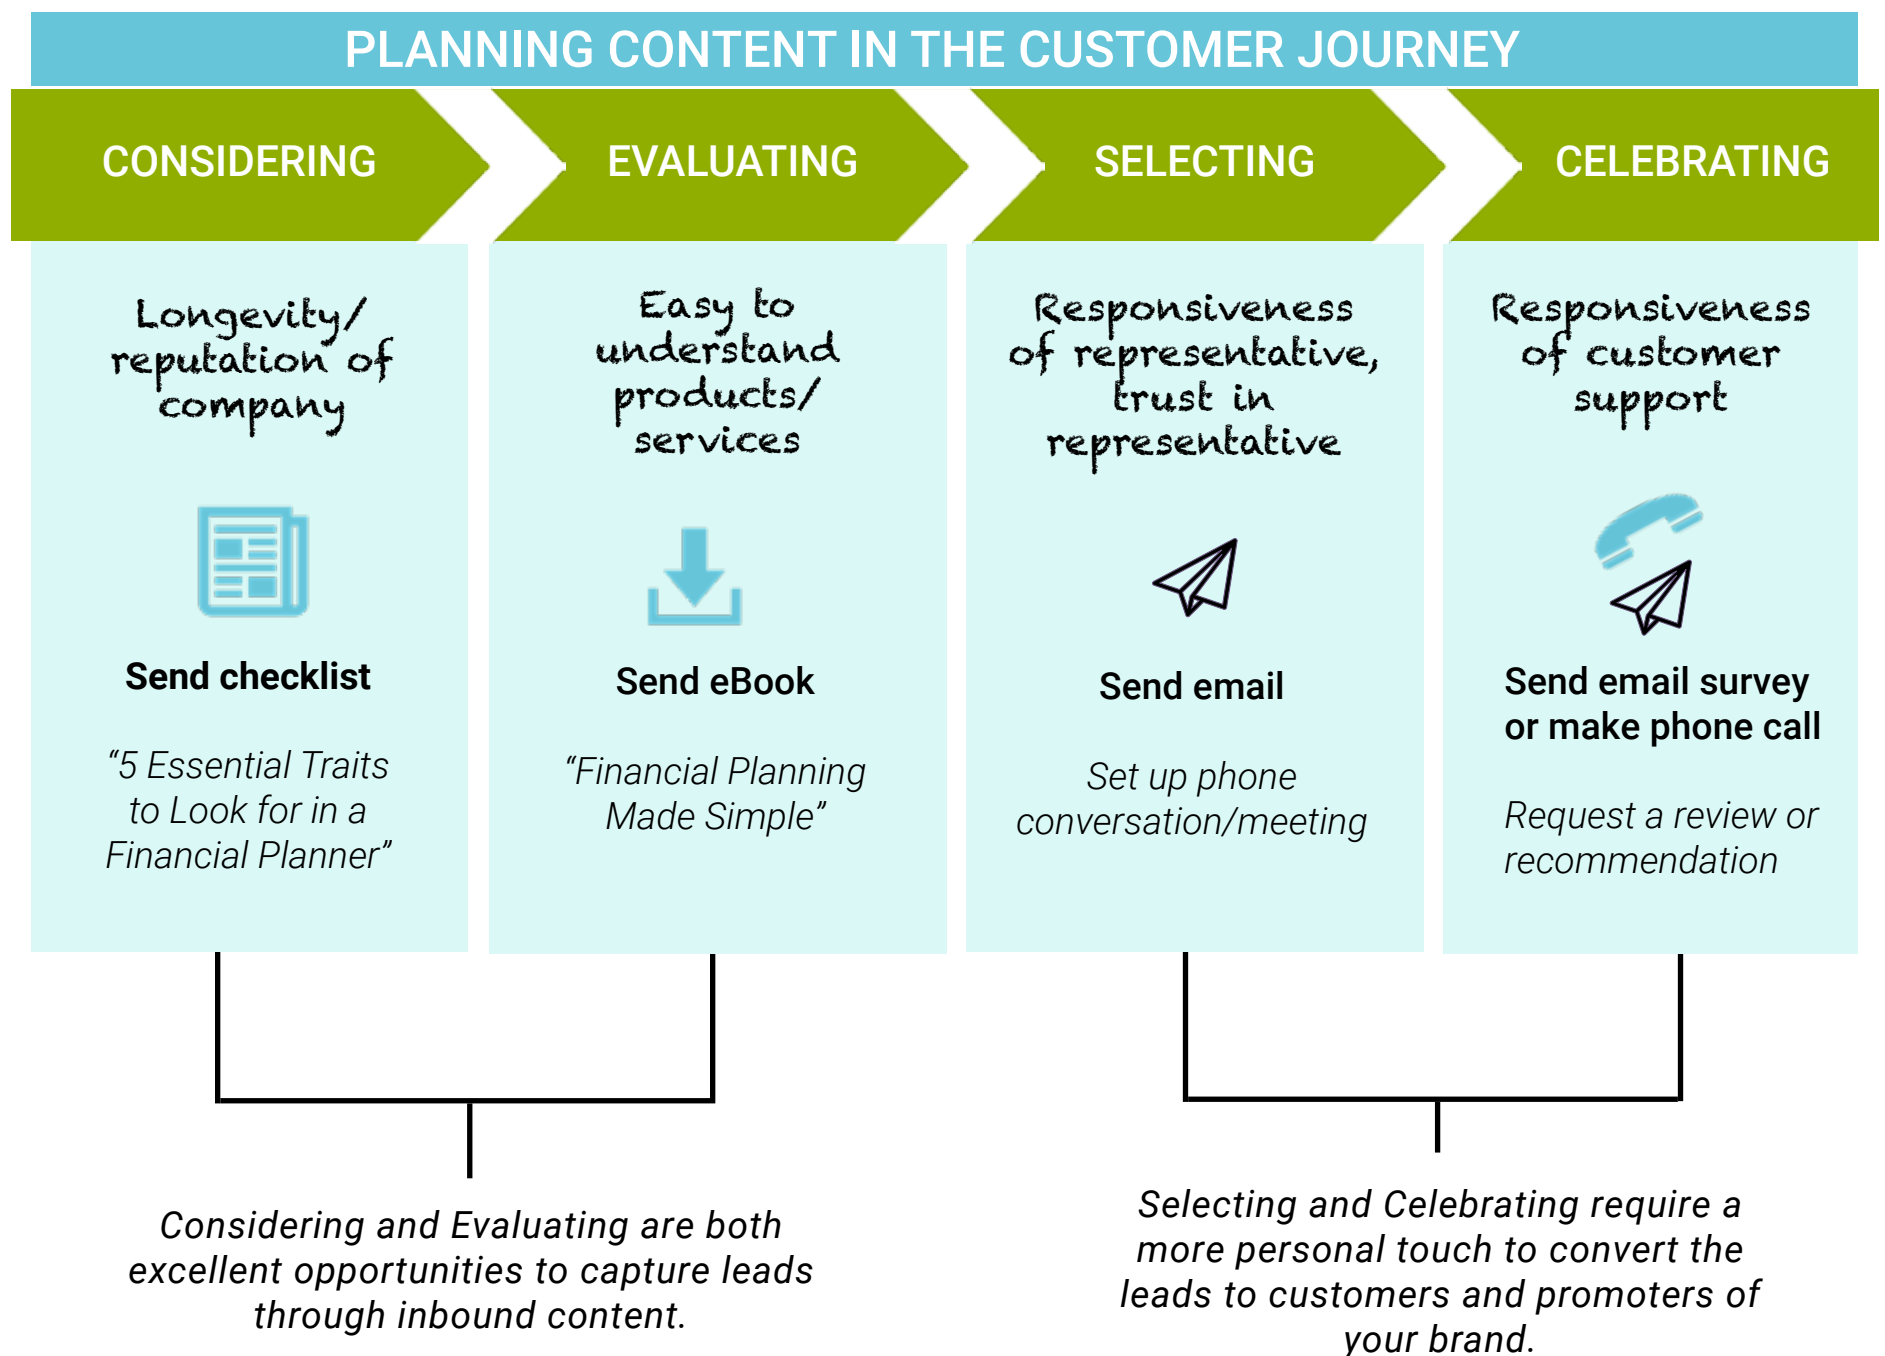 PLANNING CONTENT IN THE CUSTOMER JOURNEY
CONSIDERING
EVALUATING
SELECTING
CELEBRATING
Longevity/
reputation of
company
Send checklist
“5 Essential Traits
to Look for in a
Financial Planner”
Easy to
understand
products/
services
Send eBook
“Financial Planning
Made Simple”
Responsiveness
of representative,
trust in
representative
Send email
Set up phone
conversation/meeting
Responsiveness
of customer
support
Send email survey
or make phone call
Request a review or
recommendation
Considering and Evaluating are both
excellent opportunities to capture leads
through inbound content.
Selecting and Celebrating require a
more personal touch to convert the
leads to customers and promoters of
your brand.